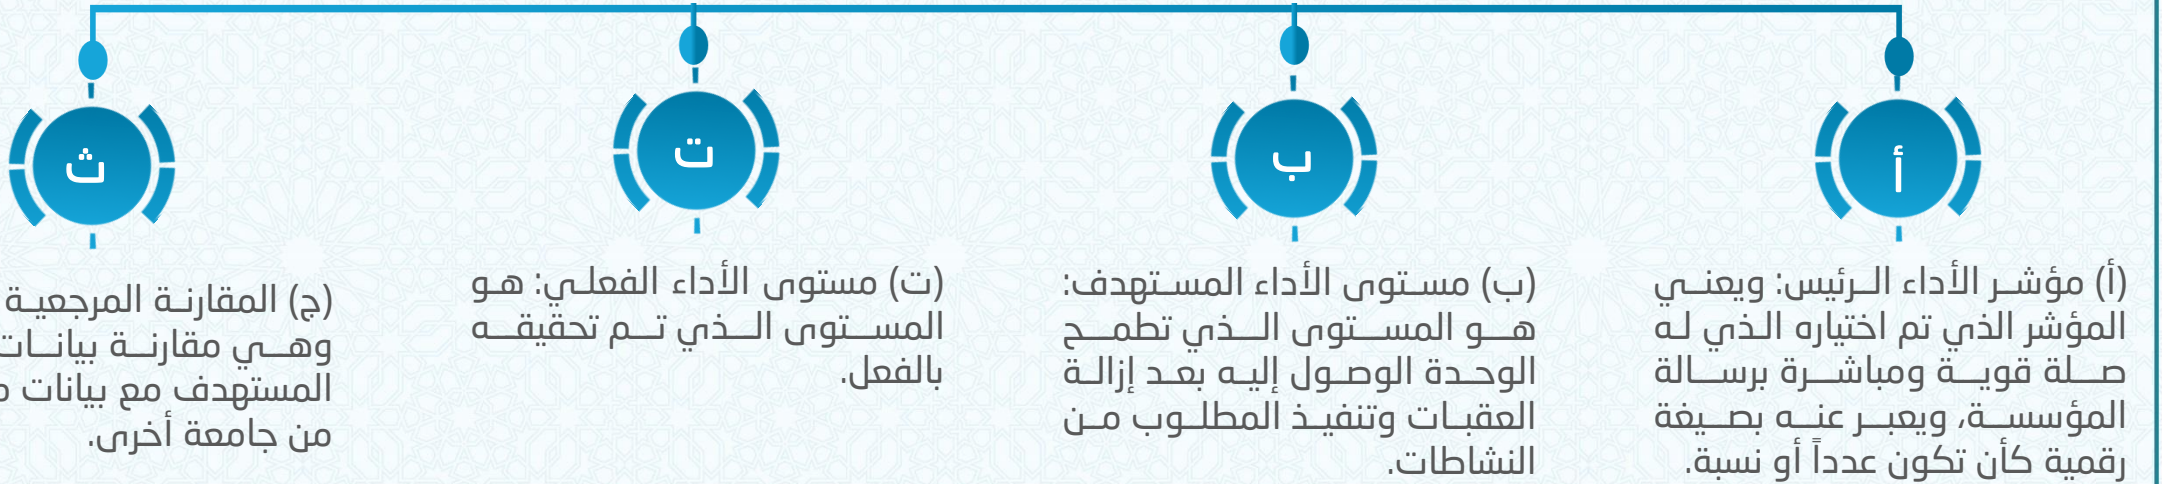 أ
(أ) مؤشر الأداء الرئيس: ويعني
المؤشر الذي تم اختياره الذي له
صلة قوية ومباشرة برسالة
المؤسسة، ويعبر عنه بصيغة
رقمية كأن تكون عدداً أو نسبة.
ب
(ب) مستوى الأداء المستهدف:
هو المستوى الذي تطمح
الوحدة الوصول إليه بعد إزالة
العقبات وتنفيذ المطلوب من
النشاطات.
ت
(ت) مستوى الأداء الفعلي: هو
المستوى الذي تم تحقيقه
بالفعل.
ث
(ج) المقارنة المرجعية
وهي مقارنة بيانات
المستهدف مع بيانات
من جامعة أخرى.